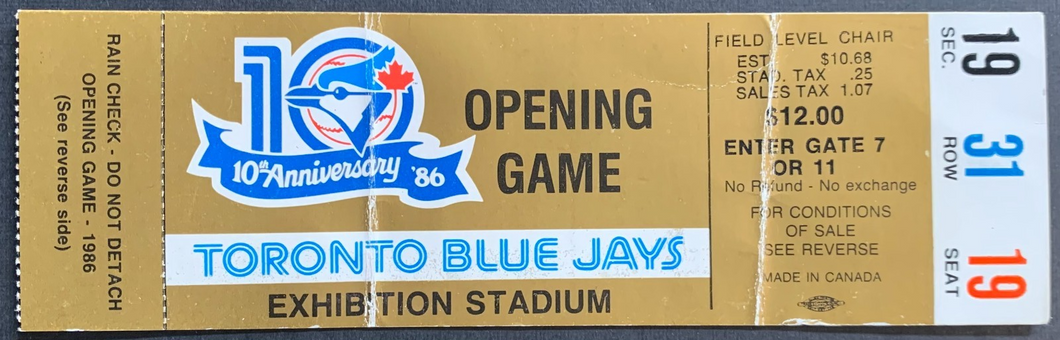 RAIN CHECK - DO NOT DETACH
OPENING GAME - 1986
(See reverse side)
10
10th Anniversary '86
OPENING
GAME
TORONTO BLUE JAYS
EXHIBITION STADIUM
FIELD LEVEL CHAIR
EST $10.68
STAD. TAX .25
SALES TAX 1.07
$12.00
ENTER GATE 7
OR 11
No Refund - No exchange
FOR CONDITIONS
OF SALE
SEE REVERSE
MADE IN CANADA
SEC. 19
ROW 31
SEAT 19